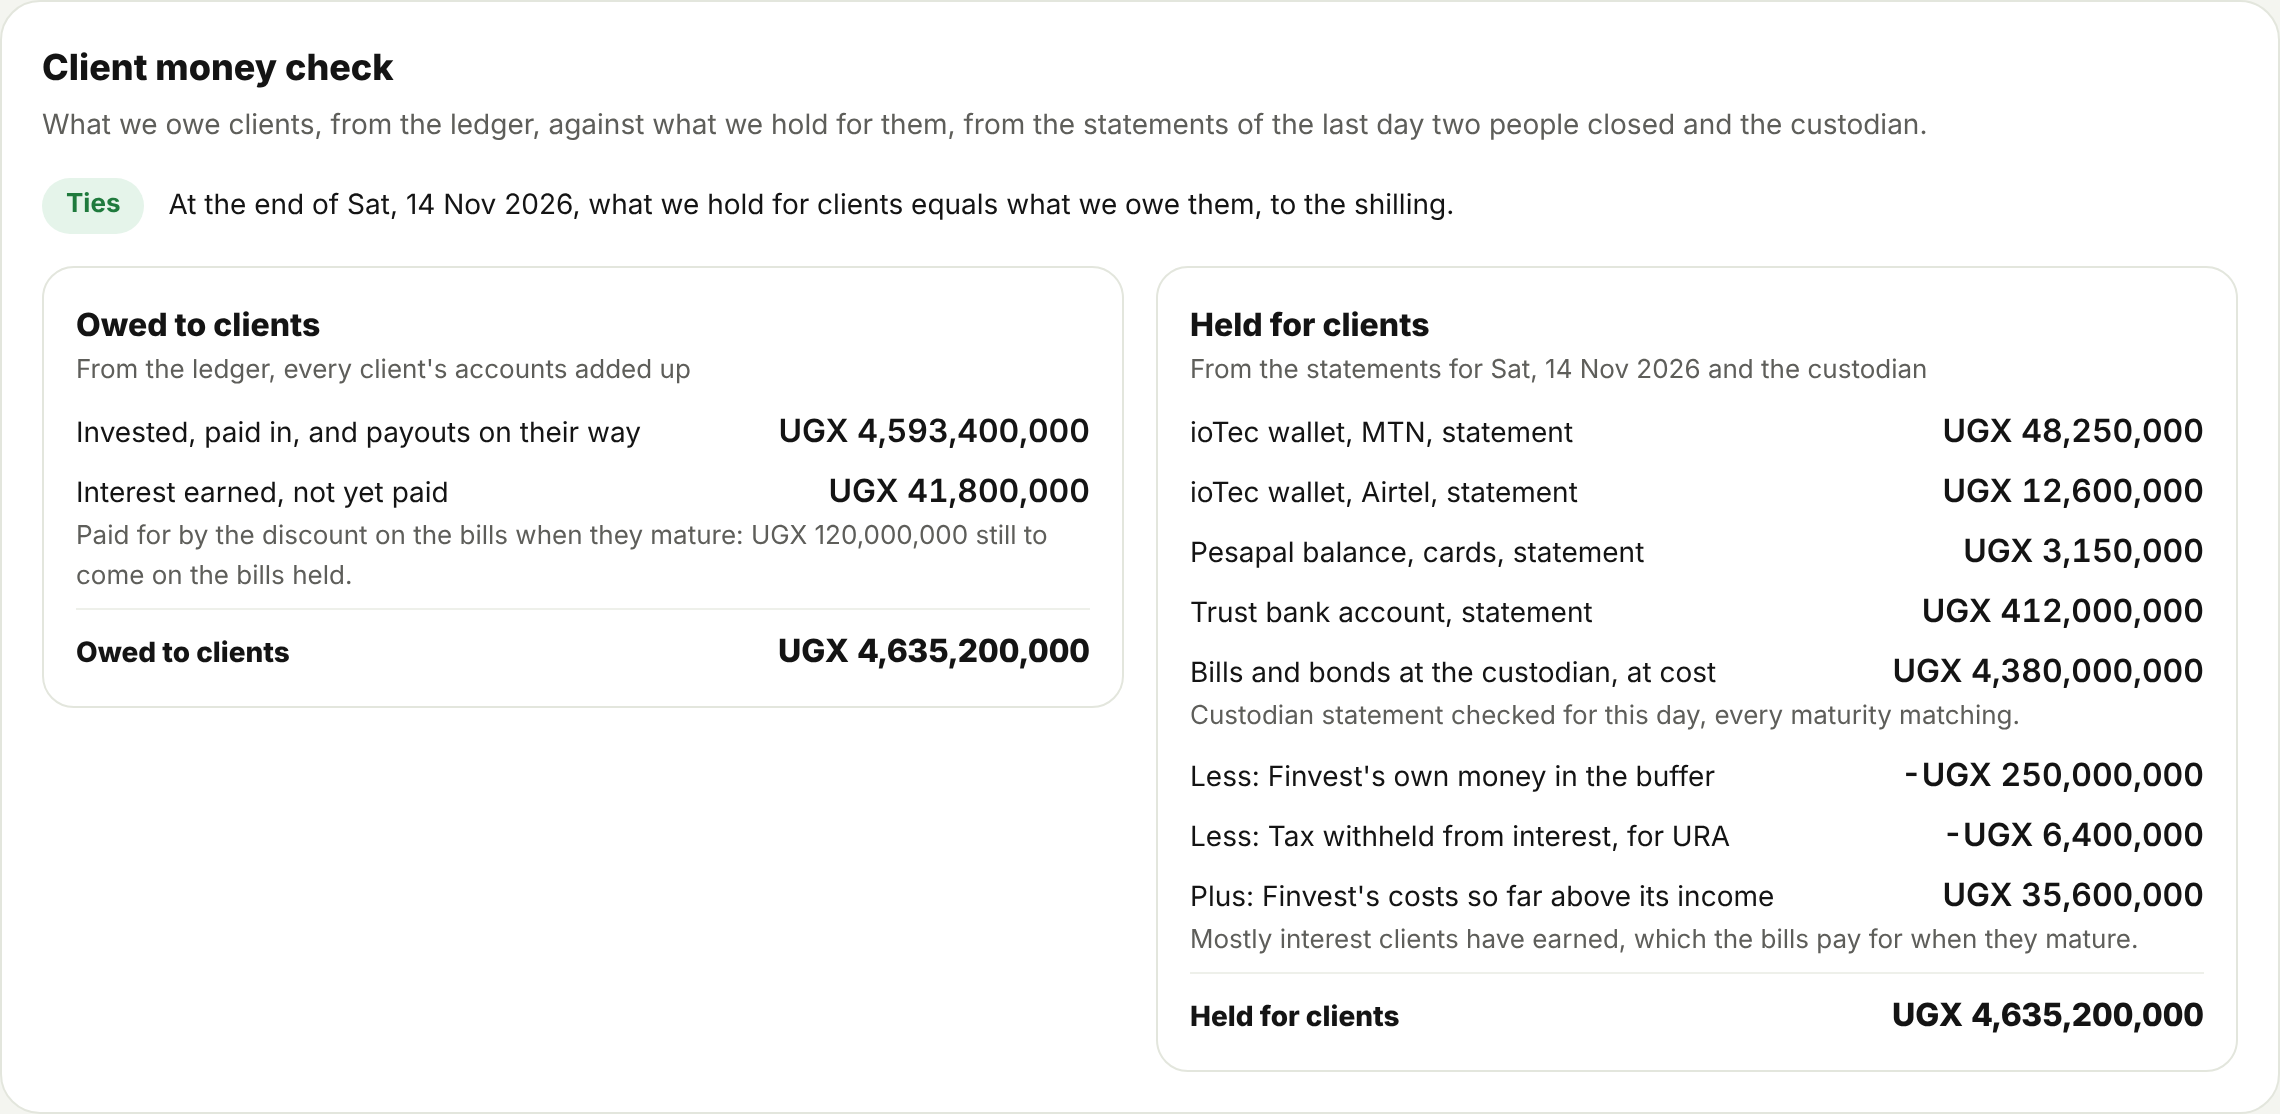 Client money check
What we owe clients, from the ledger, against what we hold for them, from the statements of the last day two people closed and the custodian.
Ties At the end of Sat, 14 Nov 2026, what we hold for clients equals what we owe them, to the shilling.
Owed to clients
From the ledger, every client's accounts added up
Invested, paid in, and payouts on their way UGX 4,593,400,000
Interest earned, not yet paid UGX 41,800,000
Paid for by the discount on the bills when they mature: UGX 120,000,000 still to
come on the bills held.
Owed to clients UGX 4,635,200,000
Held for clients
From the statements for Sat, 14 Nov 2026 and the custodian
ioTec wallet, MTN, statement UGX 48,250,000
ioTec wallet, Airtel, statement UGX 12,600,000
Pesapal balance, cards, statement UGX 3,150,000
Trust bank account, statement UGX 412,000,000
Bills and bonds at the custodian, at cost UGX 4,380,000,000
Custodian statement checked for this day, every maturity matching.
Less: Finvest's own money in the buffer -UGX 250,000,000
Less: Tax withheld from interest, for URA -UGX 6,400,000
Plus: Finvest's costs so far above its income UGX 35,600,000
Mostly interest clients have earned, which the bills pay for when they mature.
Held for clients UGX 4,635,200,000